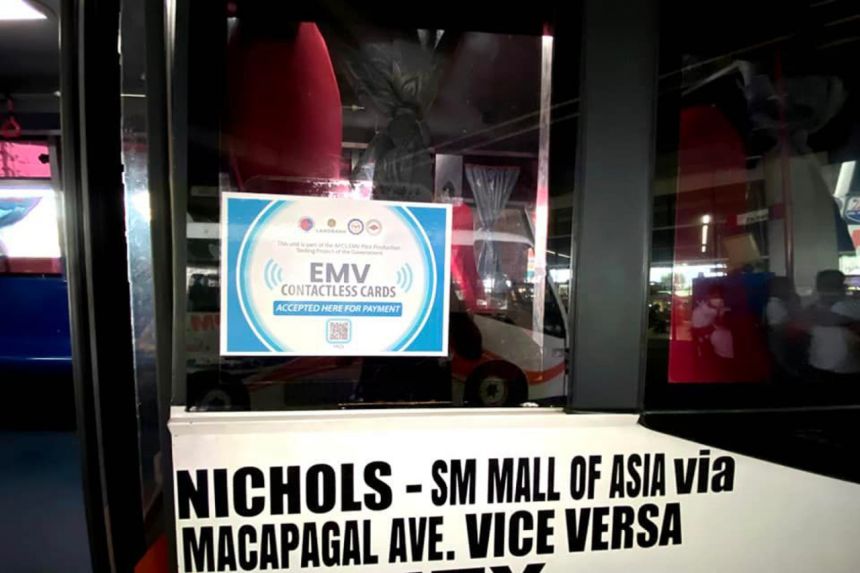 LANDBANK
This unit is part of the AFCS EMV Pilot Production
Testing Project of the Government
EMV
CONTACTLESS CARDS
ACCEPTED HERE FOR PAYMENT
FAQs
NICHOLS - SM MALL OF ASIA via
MACAPAGAL AVE. VICE VERSA